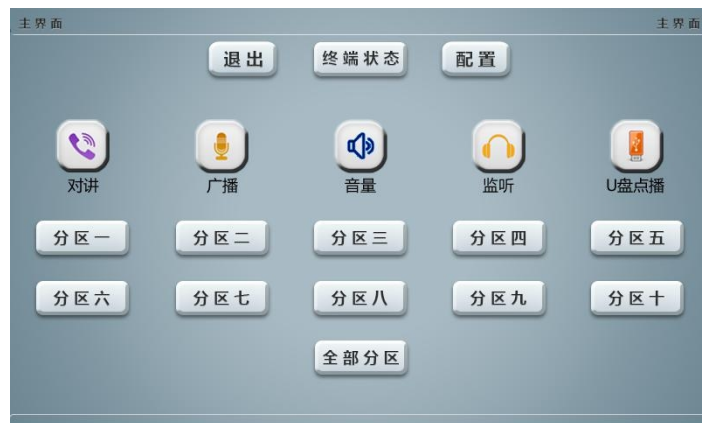 主界面 主界面
退出 终端状态 配置
对讲 广播 音量 监听 U盘点播
分区一 分区二 分区三 分区四 分区五
分区六 分区七 分区八 分区九 分区十
全部分区